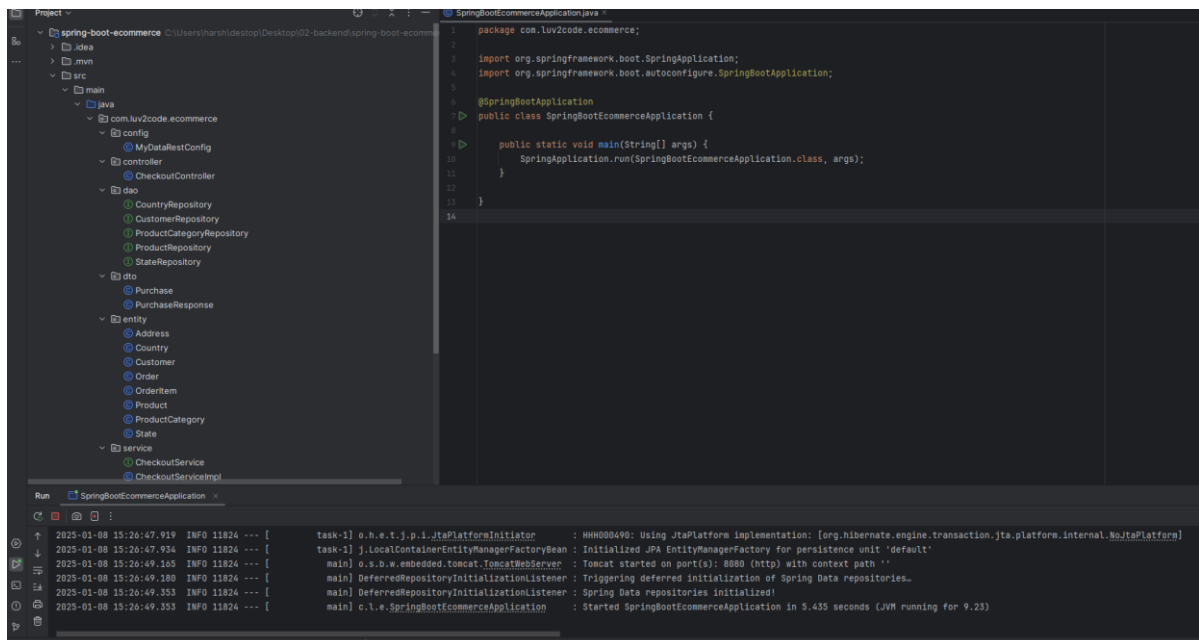 Project
spring-boot-ecommerce C:\Users\harsh\destop\Desktop\02-backend\spring-boot-ecomme
.idea
.mvn
src
main
java
com.luv2code.ecommerce
config
MyDataRestConfig
controller
CheckoutController
dao
CountryRepository
CustomerRepository
ProductCategoryRepository
ProductRepository
StateRepository
dto
Purchase
PurchaseResponse
entity
Address
Country
Customer
Order
OrderItem
Product
ProductCategory
State
service
CheckoutService
CheckoutServiceImpl
SpringBootEcommerceApplication.java
1 package com.luv2code.ecommerce;
2
3 import org.springframework.boot.SpringApplication;
4 import org.springframework.boot.autoconfigure.SpringBootApplication;
5
6 @SpringBootApplication
7 public class SpringBootEcommerceApplication {
8
9 public static void main(String[] args) {
10 SpringApplication.run(SpringBootEcommerceApplication.class, args);
11 }
12
13 }
14
Run SpringBootEcommerceApplication
2025-01-08 15:26:47.919 INFO 11824 --- [ task-1] o.h.e.t.j.p.i.JtaPlatformInitiator : HHH000490: Using JtaPlatform implementation: [org.hibernate.engine.transaction.jta.platform.internal.NoJtaPlatform]
2025-01-08 15:26:47.934 INFO 11824 --- [ task-1] j.LocalContainerEntityManagerFactoryBean : Initialized JPA EntityManagerFactory for persistence unit 'default'
2025-01-08 15:26:49.165 INFO 11824 --- [ main] o.s.b.w.embedded.tomcat.TomcatWebServer : Tomcat started on port(s): 8080 (http) with context path ''
2025-01-08 15:26:49.180 INFO 11824 --- [ main] DeferredRepositoryInitializationListener : Triggering deferred initialization of Spring Data repositories…
2025-01-08 15:26:49.353 INFO 11824 --- [ main] DeferredRepositoryInitializationListener : Spring Data repositories initialized!
2025-01-08 15:26:49.353 INFO 11824 --- [ main] c.l.e.SpringBootEcommerceApplication : Started SpringBootEcommerceApplication in 5.435 seconds (JVM running for 9.23)